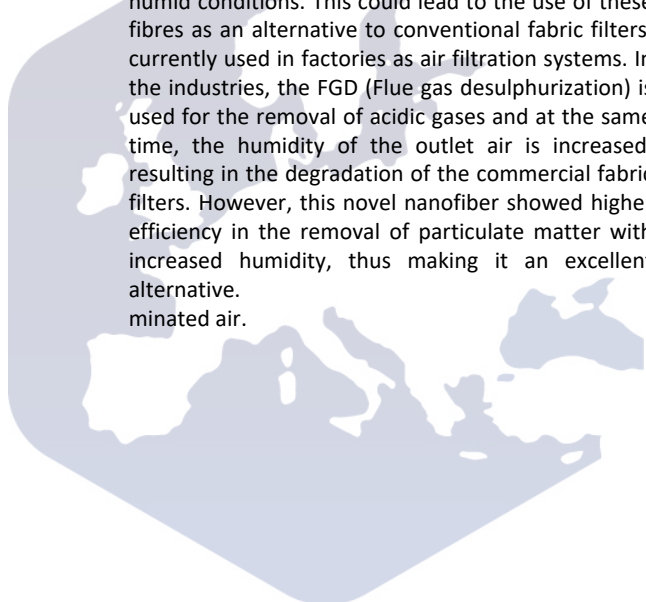 humid conditions. This could lead to the use of these
fibres as an alternative to conventional fabric filters
currently used in factories as air filtration systems. In
the industries, the FGD (Flue gas desulphurization) is
used for the removal of acidic gases and at the same
time, the humidity of the outlet air is increased,
resulting in the degradation of the commercial fabric
filters. However, this novel nanofiber showed highe
efficiency in the removal of particulate matter with
increased humidity, thus making it an excellent
alternative.
minated air.